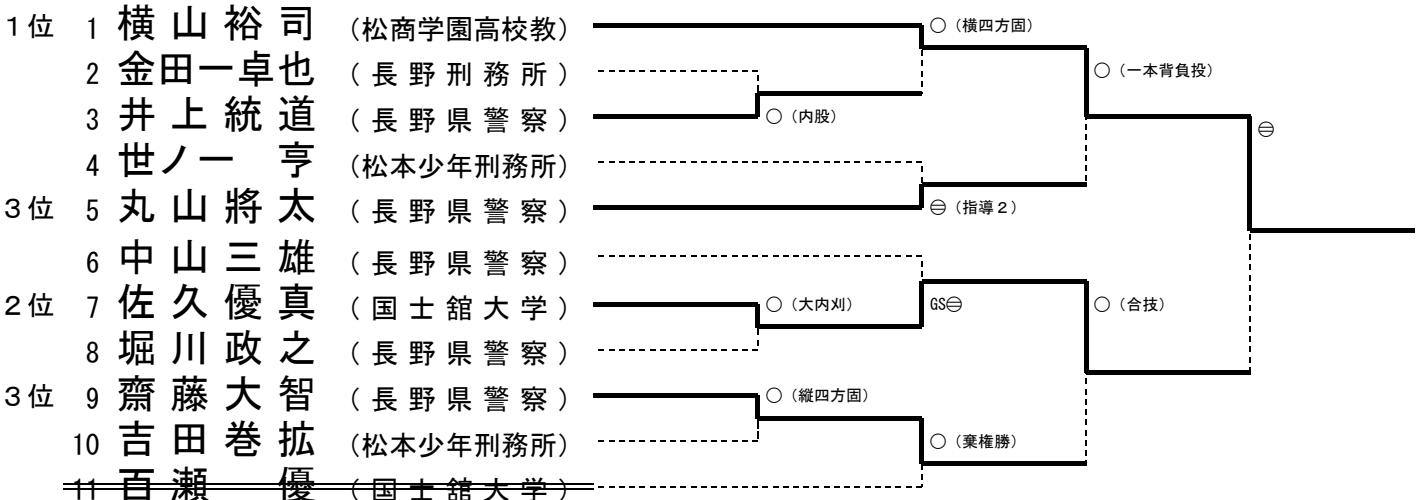 1位 1 横山裕司 (松商学園高校教)
○（横四方固）
2 金田一卓也 (長野刑務所)
○（一本背負投）
3 井上統道 (長野県警察)
○（内股）
⊖
4 世ノ一 亨 (松本少年刑務所)
3位 5 丸山將太 (長野県警察)
⊖（指導２）
6 中山三雄 (長野県警察)
2位 7 佐久優真 (国士舘大学)
○（大内刈）
GS⊖
○（合技）
8 堀川政之 (長野県警察)
3位 9 齋藤大智 (長野県警察)
○（縦四方固）
10 吉田巻拡 (松本少年刑務所)
○（棄権勝）
11 百瀬 優 (国士舘大学)